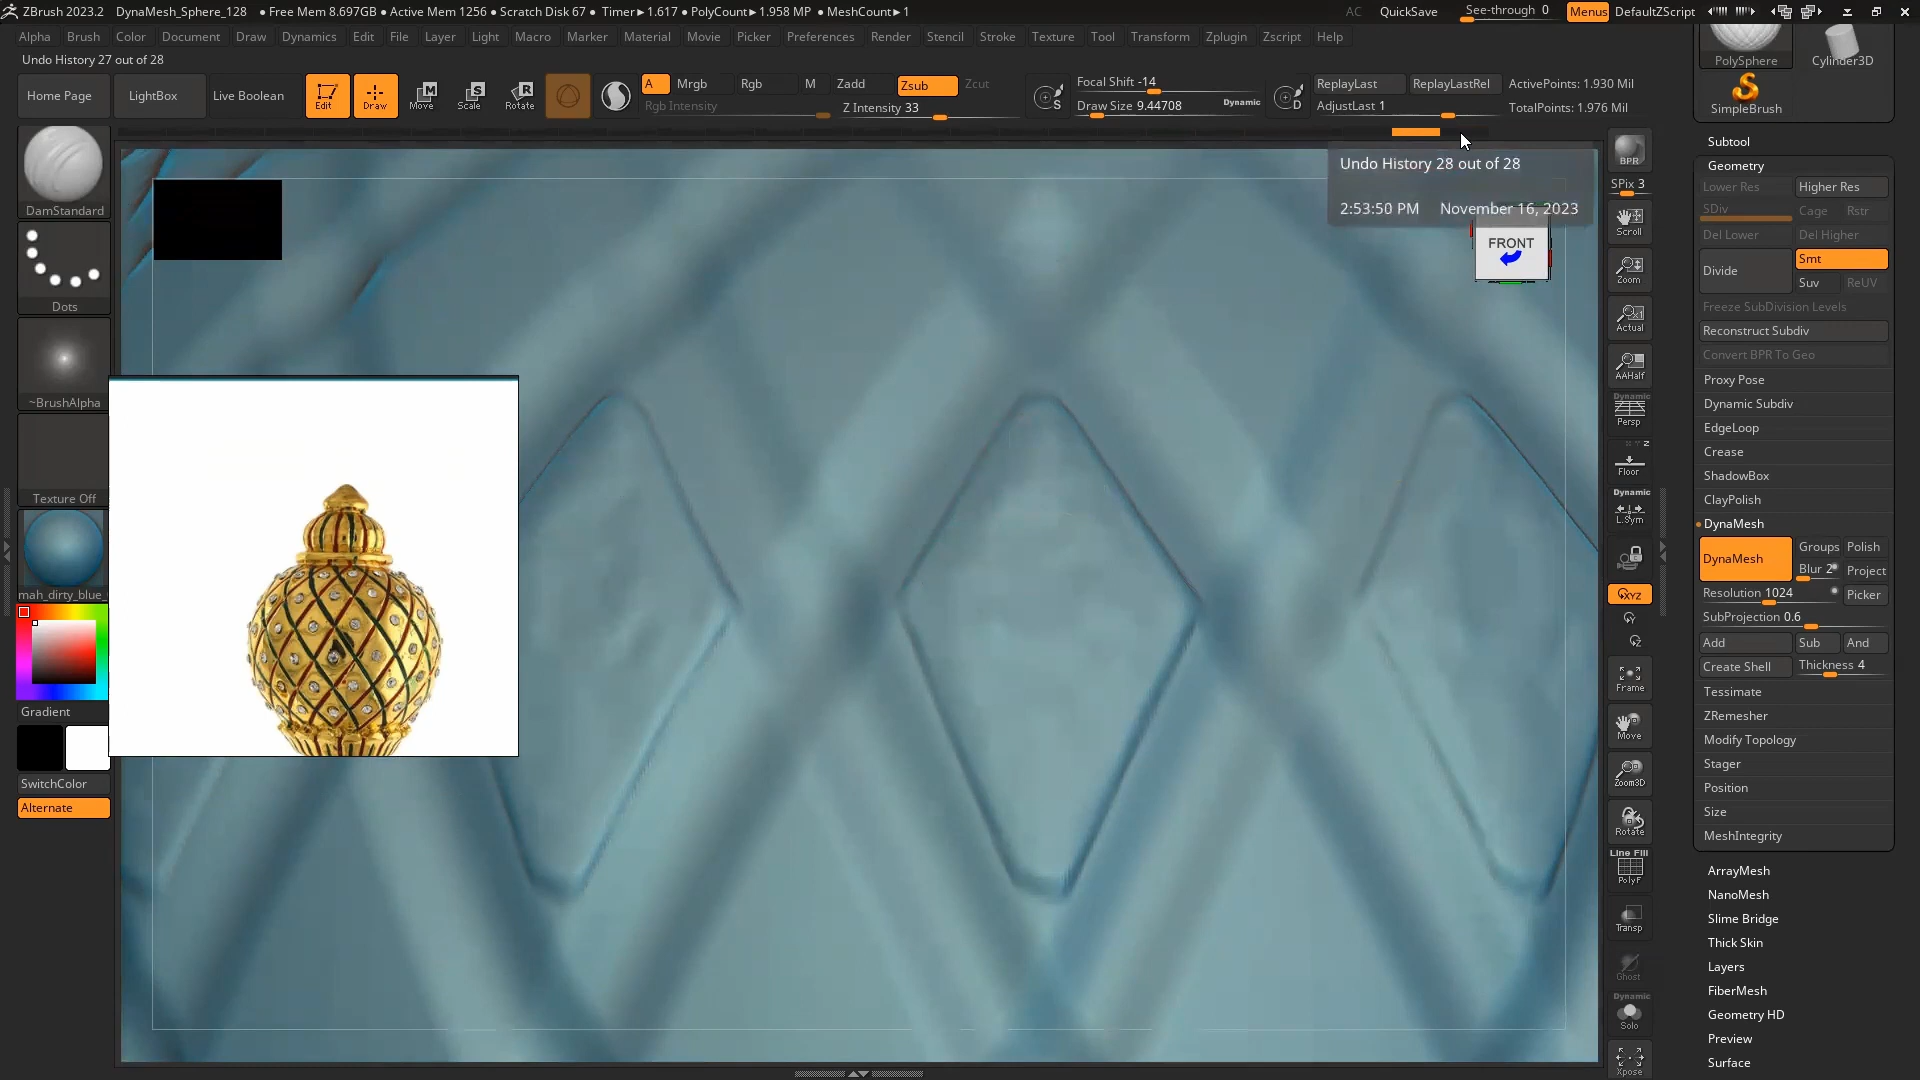 ZBrush 2023.2 DynaMesh_Sphere_128 ● Free Mem 8.697GB ● Active Mem 1256 ● Scratch Disk 67 ● Timer►1.617 ● PolyCount►1.958 MP ● MeshCount►1 AC QuickSave See-through 0 Menus DefaultZScript
Alpha Brush Color Document Draw Dynamics Edit File Layer Light Macro Marker Material Movie Picker Preferences Render Stencil Stroke Texture Tool Transform Zplugin Zscript Help
Undo History 27 out of 28
Home Page LightBox Live Boolean Edit Draw Move Scale Rotate
A Mrgb Rgb M Zadd Zsub Zcut
Rgb Intensity Z Intensity 33
Focal Shift -14
Draw Size 9.44708 Dynamic
S D
ReplayLast ReplayLastRel ActivePoints: 1.930 Mil
AdjustLast 1 TotalPoints: 1.976 Mil
Undo History 28 out of 28
2:53:50 PM November 16, 2023
FRONT
DamStandard
Dots
~BrushAlpha
Texture Off
mah_dirty_blue_
Gradient
SwitchColor
Alternate
BPR
SPix 3
Scroll
Zoom
Actual
AAHalf
Dynamic
Persp
Floor
Dynamic
L.Sym
XYZ
Frame
Move
Zoom3D
Rotate
Line Fill
PolyF
Transp
Ghost
Dynamic
Solo
Xpose
PolySphere Cylinder3D
SimpleBrush
Subtool
Geometry
Lower Res Higher Res
SDiv Cage Rstr
Del Lower Del Higher
Divide Smt
Suv ReUV
Freeze SubDivision Levels
Reconstruct Subdiv
Convert BPR To Geo
Proxy Pose
Dynamic Subdiv
EdgeLoop
Crease
ShadowBox
ClayPolish
DynaMesh
DynaMesh Groups Polish
Blur 2 Project
Resolution 1024 Picker
SubProjection 0.6
Add Sub And
Create Shell Thickness 4
Tessimate
ZRemesher
Modify Topology
Stager
Position
Size
MeshIntegrity
ArrayMesh
NanoMesh
Slime Bridge
Thick Skin
Layers
FiberMesh
Geometry HD
Preview
Surface